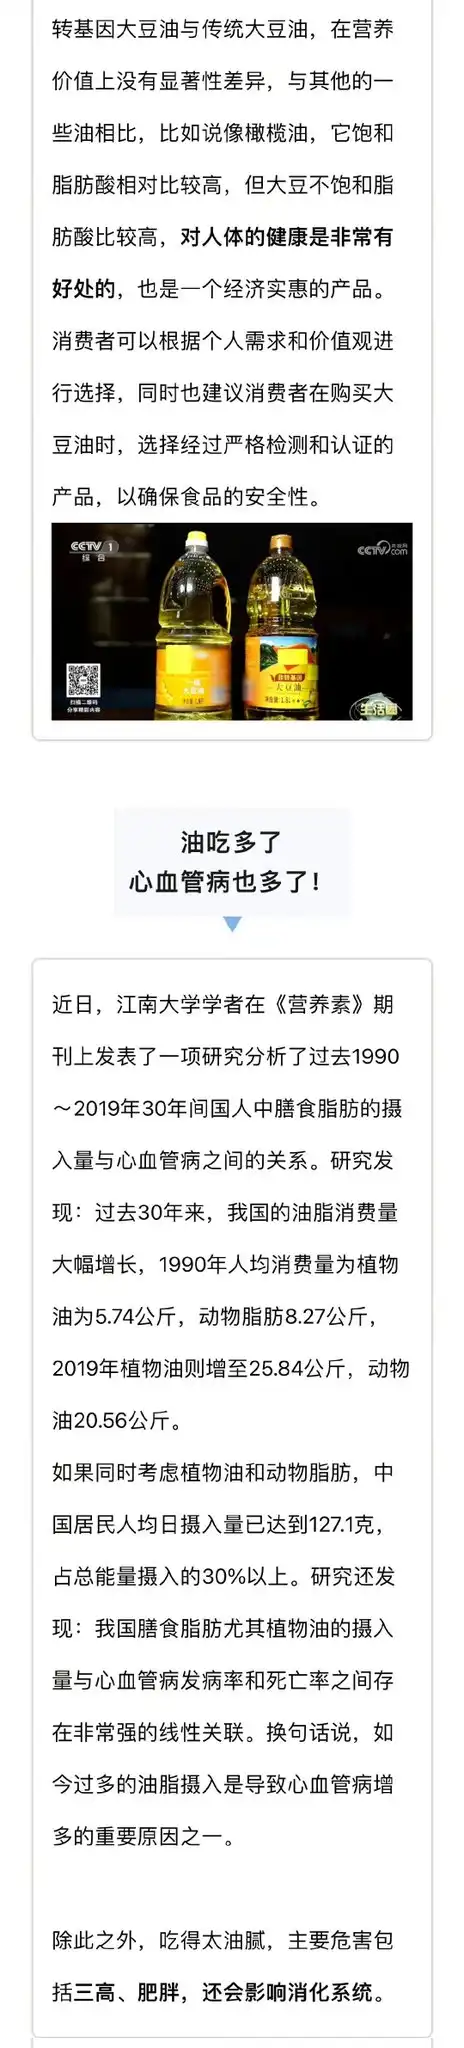 转基因大豆油与传统大豆油，在营养
价值上没有显著性差异，与其他的一
些油相比，比如说像橄榄油，它饱和
脂肪酸相对比较高，但大豆不饱和脂
肪酸比较高，对人体的健康是非常有
好处的，也是一个经济实惠的产品。
消费者可以根据个人需求和价值观进
行选择，同时也建议消费者在购买大
豆油时，选择经过严格检测和认证的
产品，以确保食品的安全性。
CCTV 1
综合
CCTV.com
大豆油
非转基因
大豆油
扫描二维码
分享精彩内容
生活圈
油吃多了
心血管病也多了！
近日，江南大学学者在《营养素》期
刊上发表了一项研究分析了过去1990
～2019年30年间国人中膳食脂肪的摄
入量与心血管病之间的关系。研究发
现：过去30年来，我国的油脂消费量
大幅增长，1990年人均消费量为植物
油为5.74公斤，动物脂肪8.27公斤，
2019年植物油则增至25.84公斤，动物
油20.56公斤。
如果同时考虑植物油和动物脂肪，中
国居民人均日摄入量已达到127.1克，
占总能量摄入的30%以上。研究还发
现：我国膳食脂肪尤其植物油的摄入
量与心血管病发病率和死亡率之间存
在非常强的线性关联。换句话说，如
今过多的油脂摄入是导致心血管病增
多的重要原因之一。
除此之外，吃得太油腻，主要危害包
括三高、肥胖，还会影响消化系统。